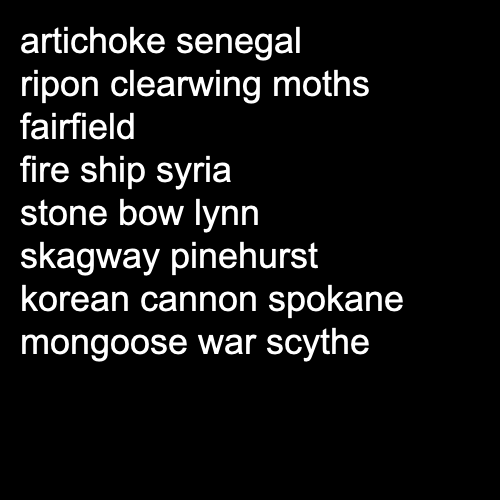 artichoke senegal
ripon clearwing moths
fairfield
fire ship syria
stone bow lynn
skagway pinehurst
korean cannon spokane
mongoose war scythe